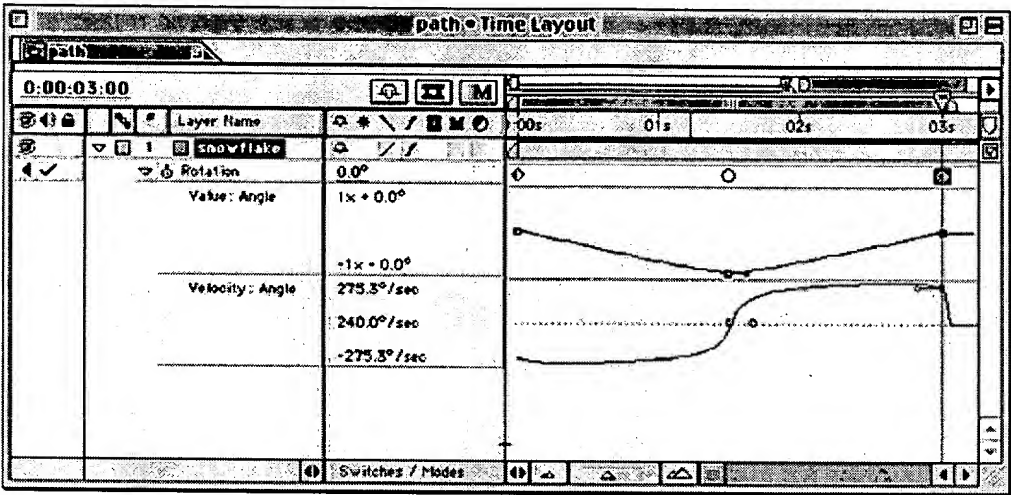 path • Time Layout
path
0:00:03:00
M
Layer Name
M
:00s 01s 02s 03s
1 snowflake
Rotation 0.0°
Value: Angle 1x + 0.0°
-1x - 0.0°
Velocity: Angle 275.3°/sec
240.0°/sec
-275.3°/sec
Switches / Modes